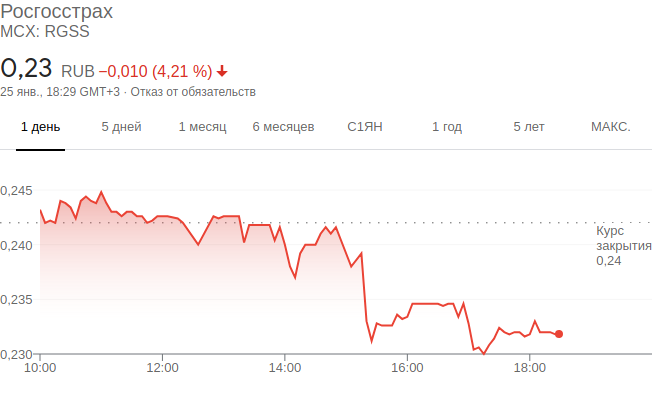 Росгосстрах
MCX: RGSS
0,23 RUB −0,010 (4,21 %)
25 янв., 18:29 GMT+3 · Отказ от обязательств
1 день 5 дней 1 месяц 6 месяцев С1ЯН 1 год 5 лет МАКС.
0,245
Курс
0,240 закрытия
0,24
0,235
0,230
10:00 12:00 14:00 16:00 18:00